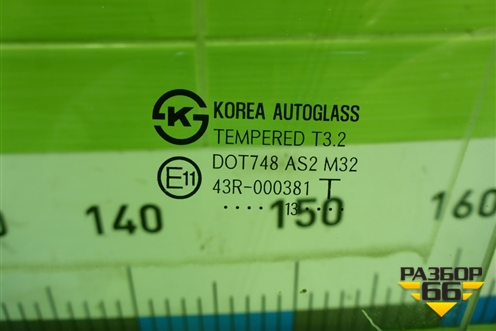 K
KOREA AUTOGLASS
TEMPERED T3.2
DOT748 AS2 M32
E11
43R-000381 T
.....13.....
140 150 160
РАЗБОР
66